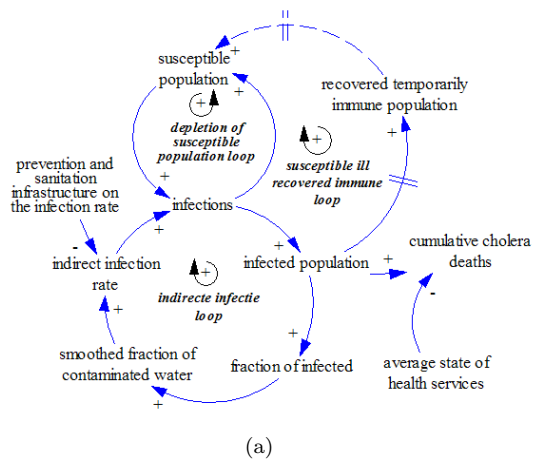 susceptible
population
+
+
+
recovered temporarily
immune population
+
+
depletion of
susceptible
population loop
+
susceptible ill
recovered immune
loop
prevention and
sanitation
infrastructure on
the infection rate
+
infections
-
+
+
indirect infection
rate
+
infected population
+
cumulative cholera
deaths
+
indirecte infectie
loop
-
+
smoothed fraction of
contaminated water
fraction of infected
average state of
health services
+
(a)